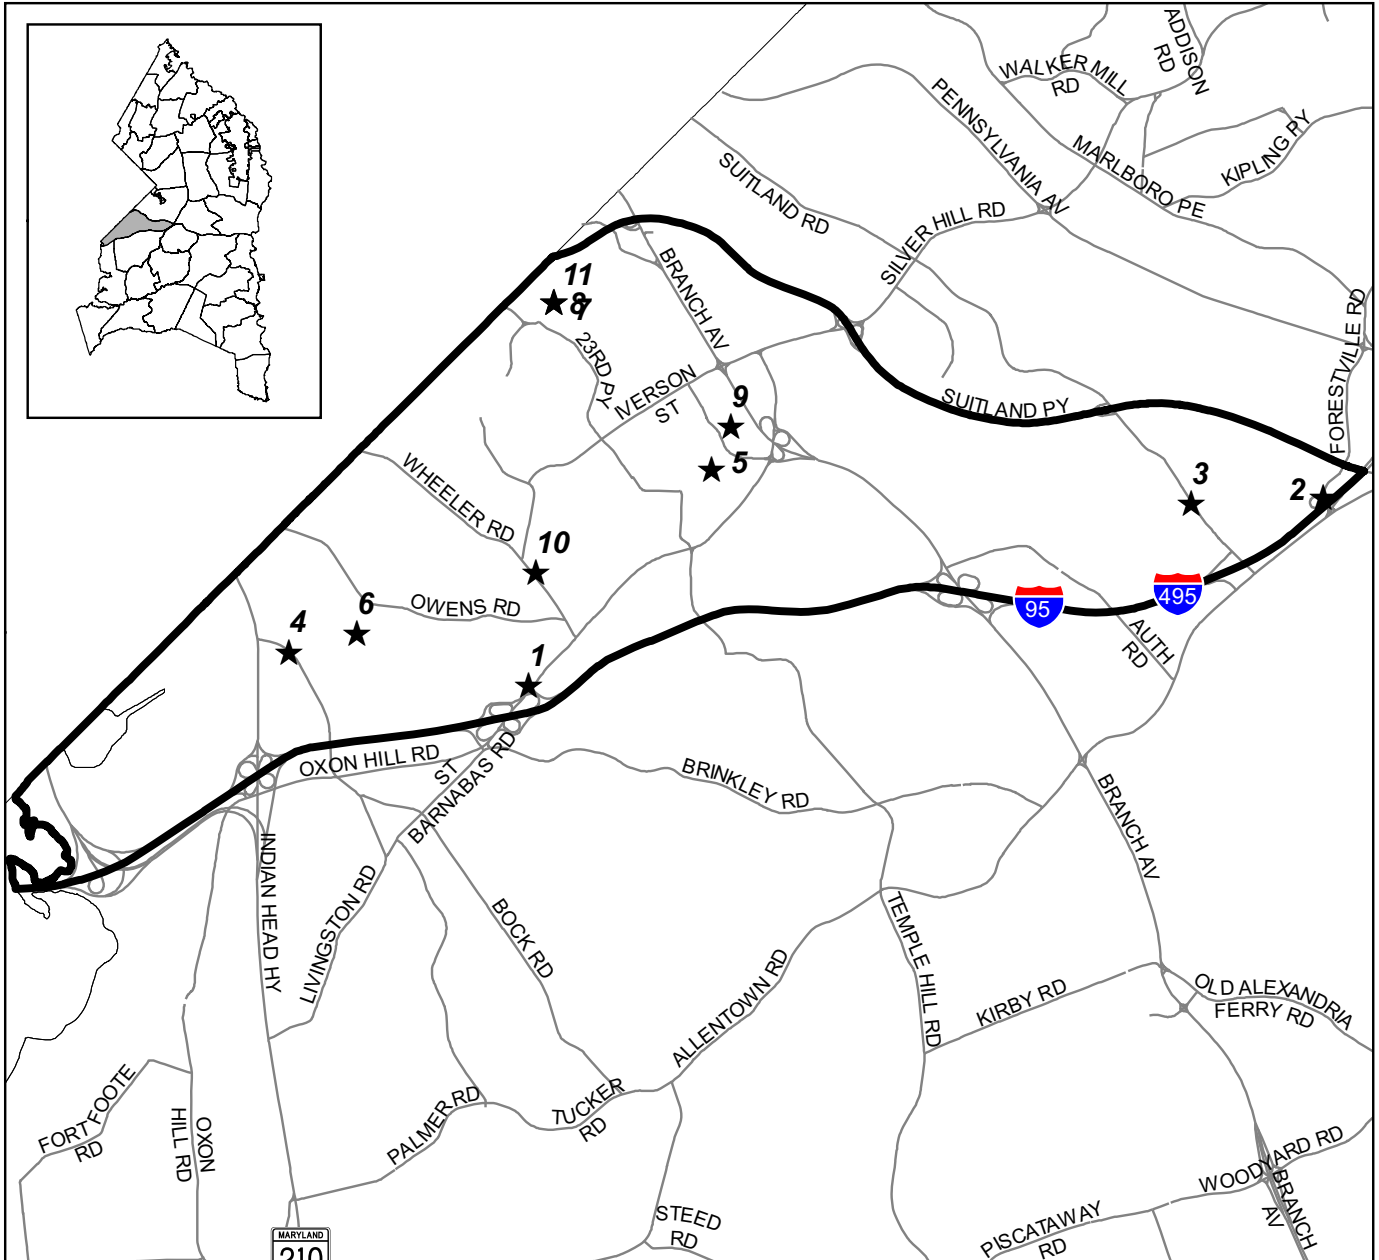 ADDISON
RD
WALKER MILL
RD
PENNSYLVANIA AV
MARLBORO PE
KIPLING PY
SUITLAND RD
SILVER HILL RD
BRANCH AV
11
8
7
23RD PY
IVERSON
ST
FORESTVILLE RD
SUITLAND PY
9
5
3
2
WHEELER RD
10
OWENS RD
6
4
1
95
495
AUTH
RD
OXON HILL RD
ST
BARNABAS RD
BRINKLEY RD
BRANCH AV
INDIAN HEAD HY
LIVINGSTON RD
BOCK RD
TEMPLE HILL RD
ALLENTOWN RD
KIRBY RD
OLD ALEXANDRIA
FERRY RD
FORT FOOTE
RD
OXON
HILL RD
PALMER RD
TUCKER
RD
WOODYARD RD
BRANCH
AV
PISCATAWAY
RD
STEED
RD
MARYLAND
210